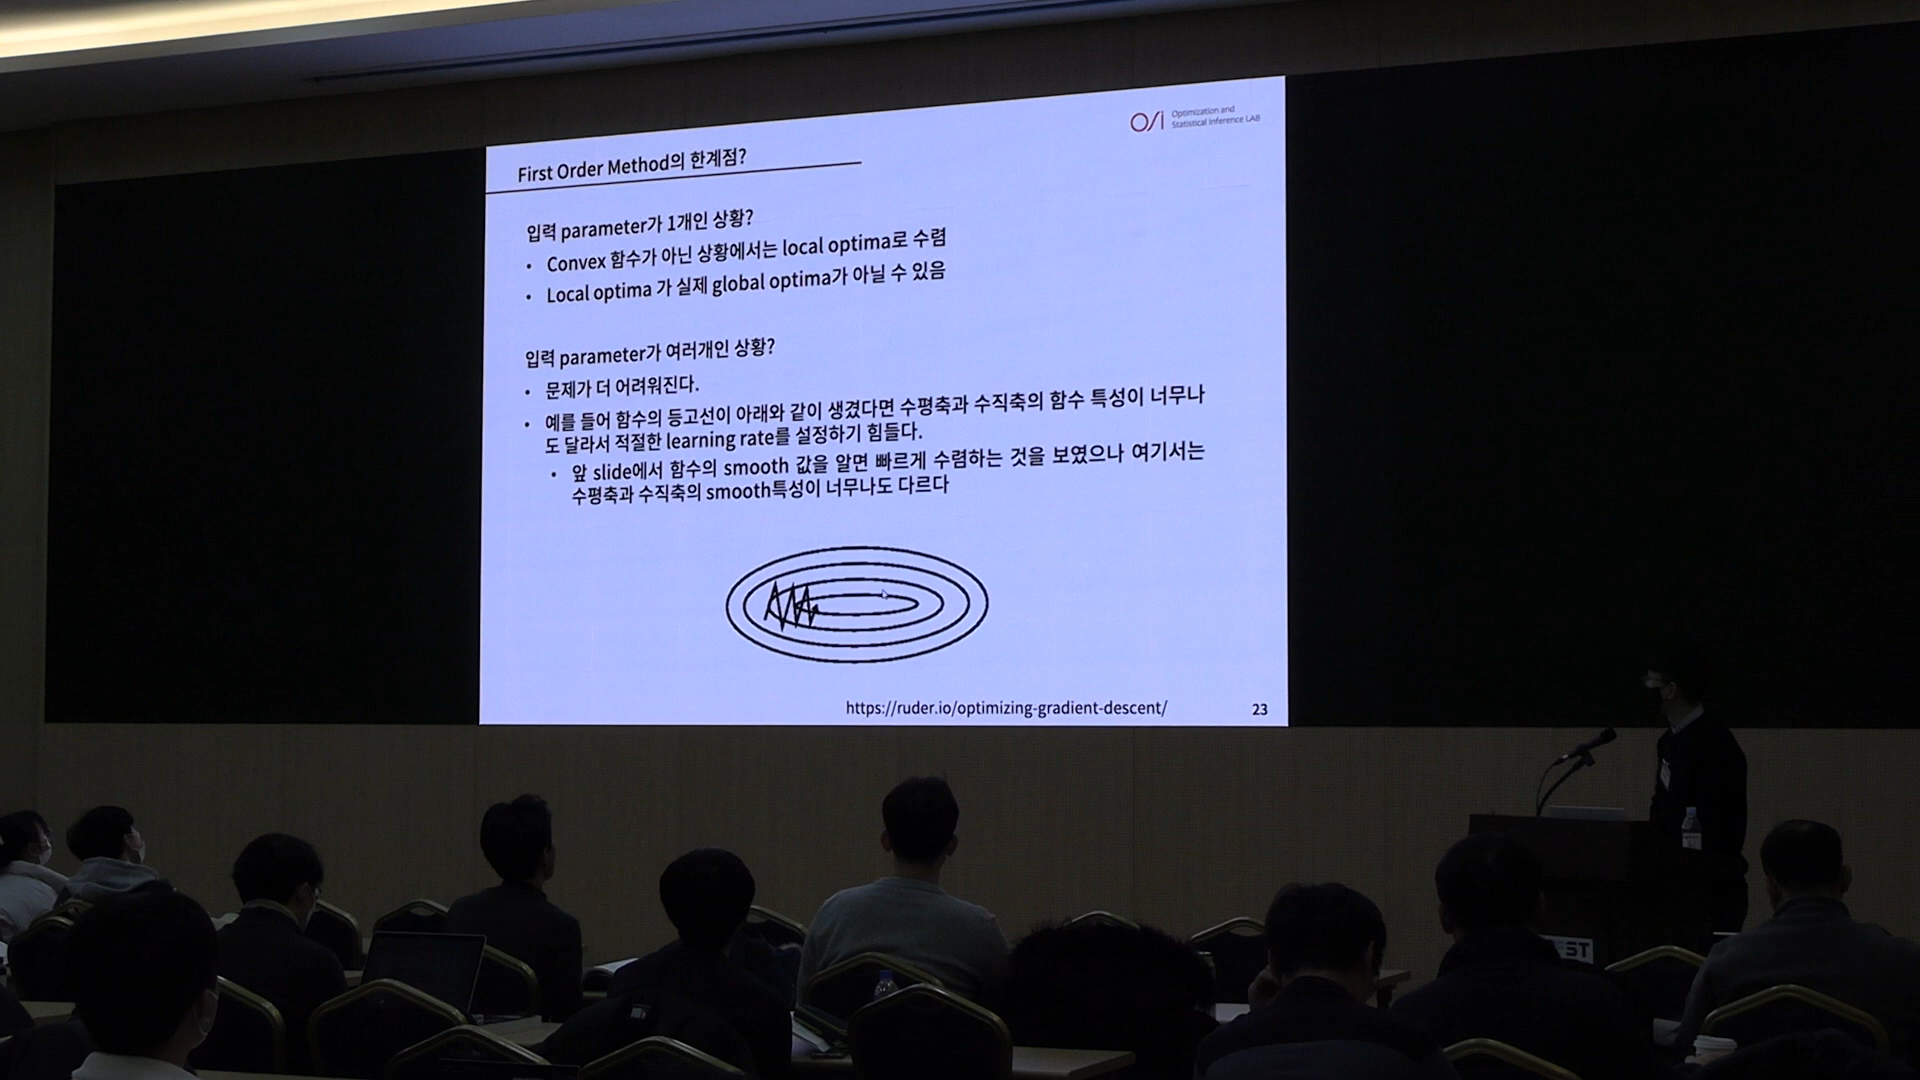 OSi Optimization and
Statistical Inference LAB
First Order Method의 한계점?
입력 parameter가 1개인 상황?
• Convex 함수가 아닌 상황에서는 local optima로 수렴
• Local optima 가 실제 global optima가 아닐 수 있음
입력 parameter가 여러개인 상황?
• 문제가 더 어려워진다.
• 예를 들어 함수의 등고선이 아래와 같이 생겼다면 수평축과 수직축의 함수 특성이 너무나
도 달라서 적절한 learning rate를 설정하기 힘들다.
• 앞 slide에서 함수의 smooth 값을 알면 빠르게 수렴하는 것을 보였으나 여기서는
수평축과 수직축의 smooth특성이 너무나도 다르다
https://ruder.io/optimizing-gradient-descent/
23